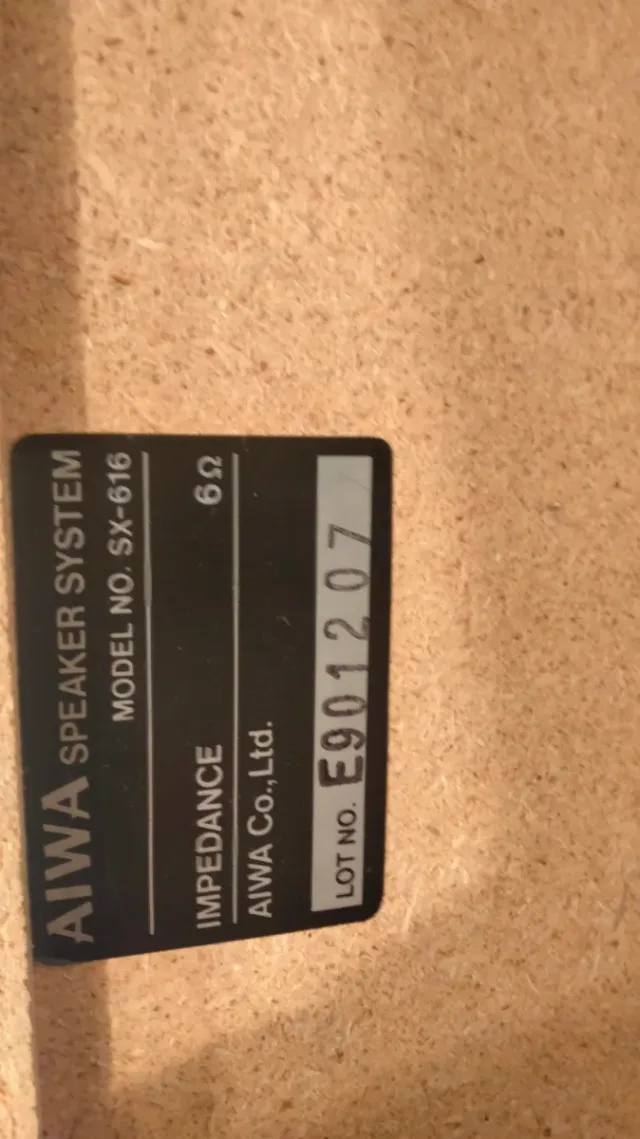 AIWA SPEAKER SYSTEM
MODEL NO. SX-616
IMPEDANCE 6Ω
AIWA Co.,Ltd.
LOT NO. E901207